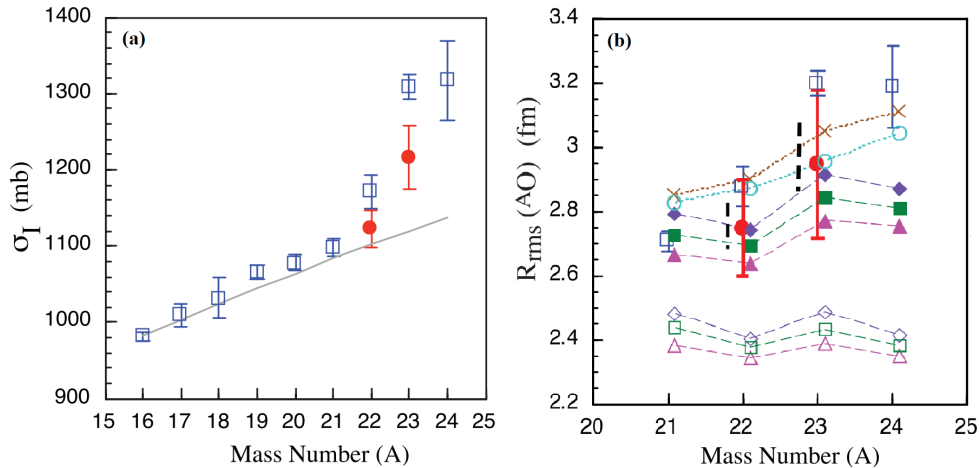 (a)
1400
1300
1200
1100
1000
900
σI (mb)
15 16 17 18 19 20 21 22 23 24 25
Mass Number (A)
(b)
3.4
3.2
3
2.8
2.6
2.4
2.2
Rrms (AO) (fm)
20 21 22 23 24 25
Mass Number (A)